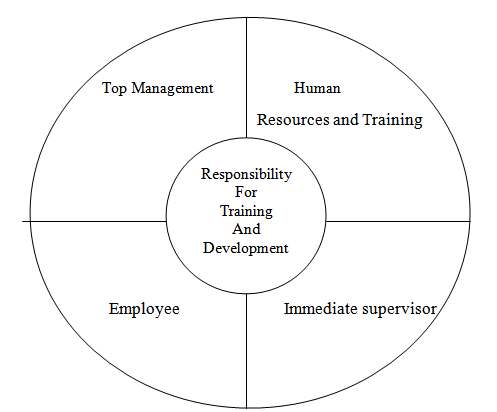 Top Management
Human
Resources and Training
Responsibility
For
Training
And
Development
Employee
Immediate supervisor